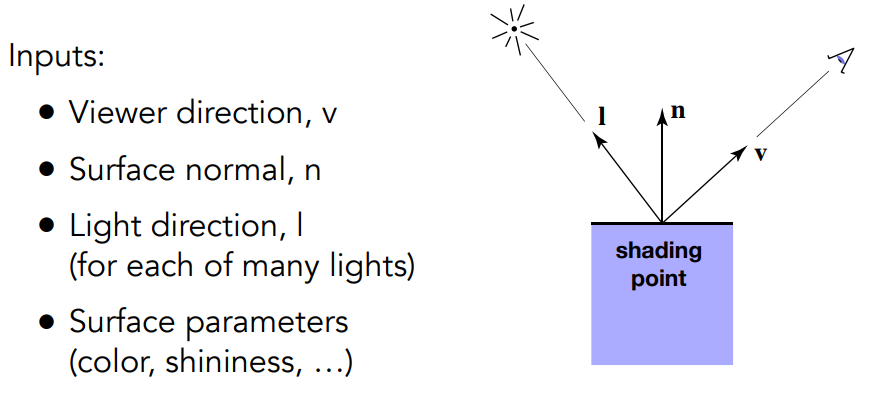 Inputs:
• Viewer direction, v
• Surface normal, n
• Light direction, l
(for each of many lights)
• Surface parameters
(color, shininess, …)
l
n
v
shading
point